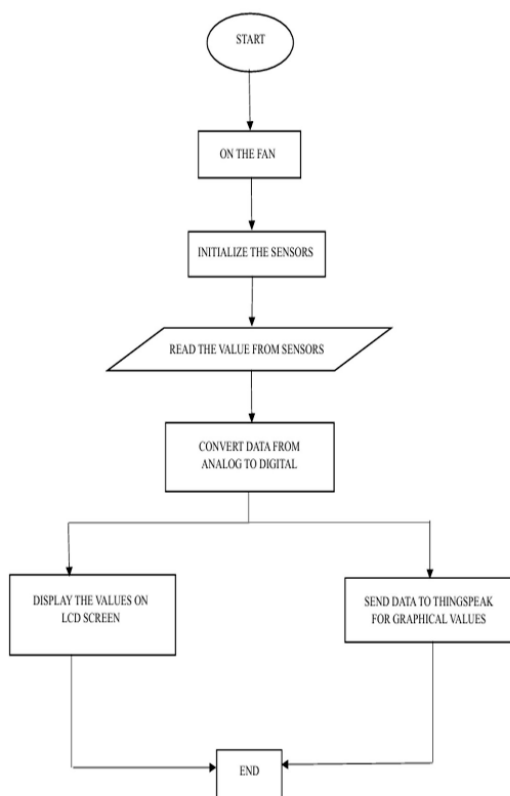 START
ON THE FAN
INITIALIZE THE SENSORS
READ THE VALUE FROM SENSORS
CONVERT DATA FROM
ANALOG TO DIGITAL
DISPLAY THE VALUES ON
LCD SCREEN
SEND DATA TO THINGSPEAK
FOR GRAPHICAL VALUES
END